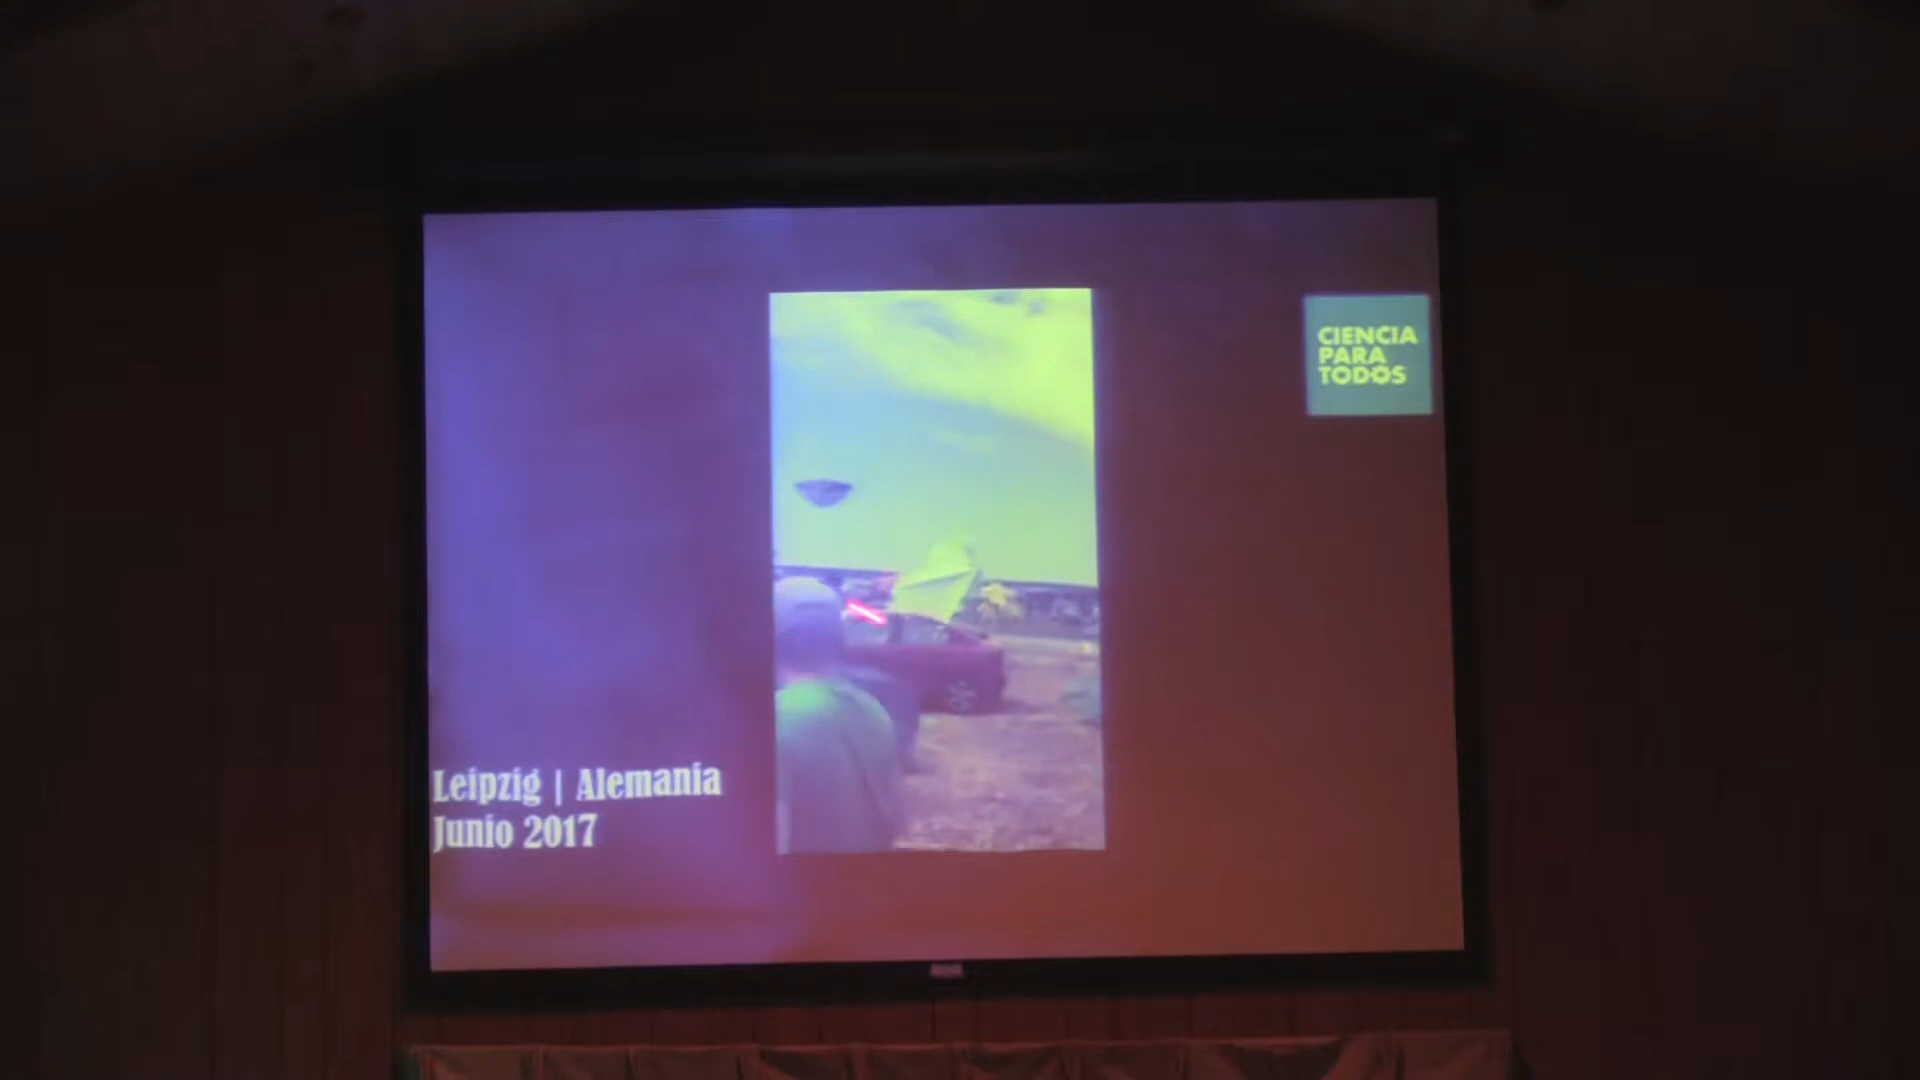 CIENCIA
PARA
TODOS
Leipzig | Alemania
Junio 2017